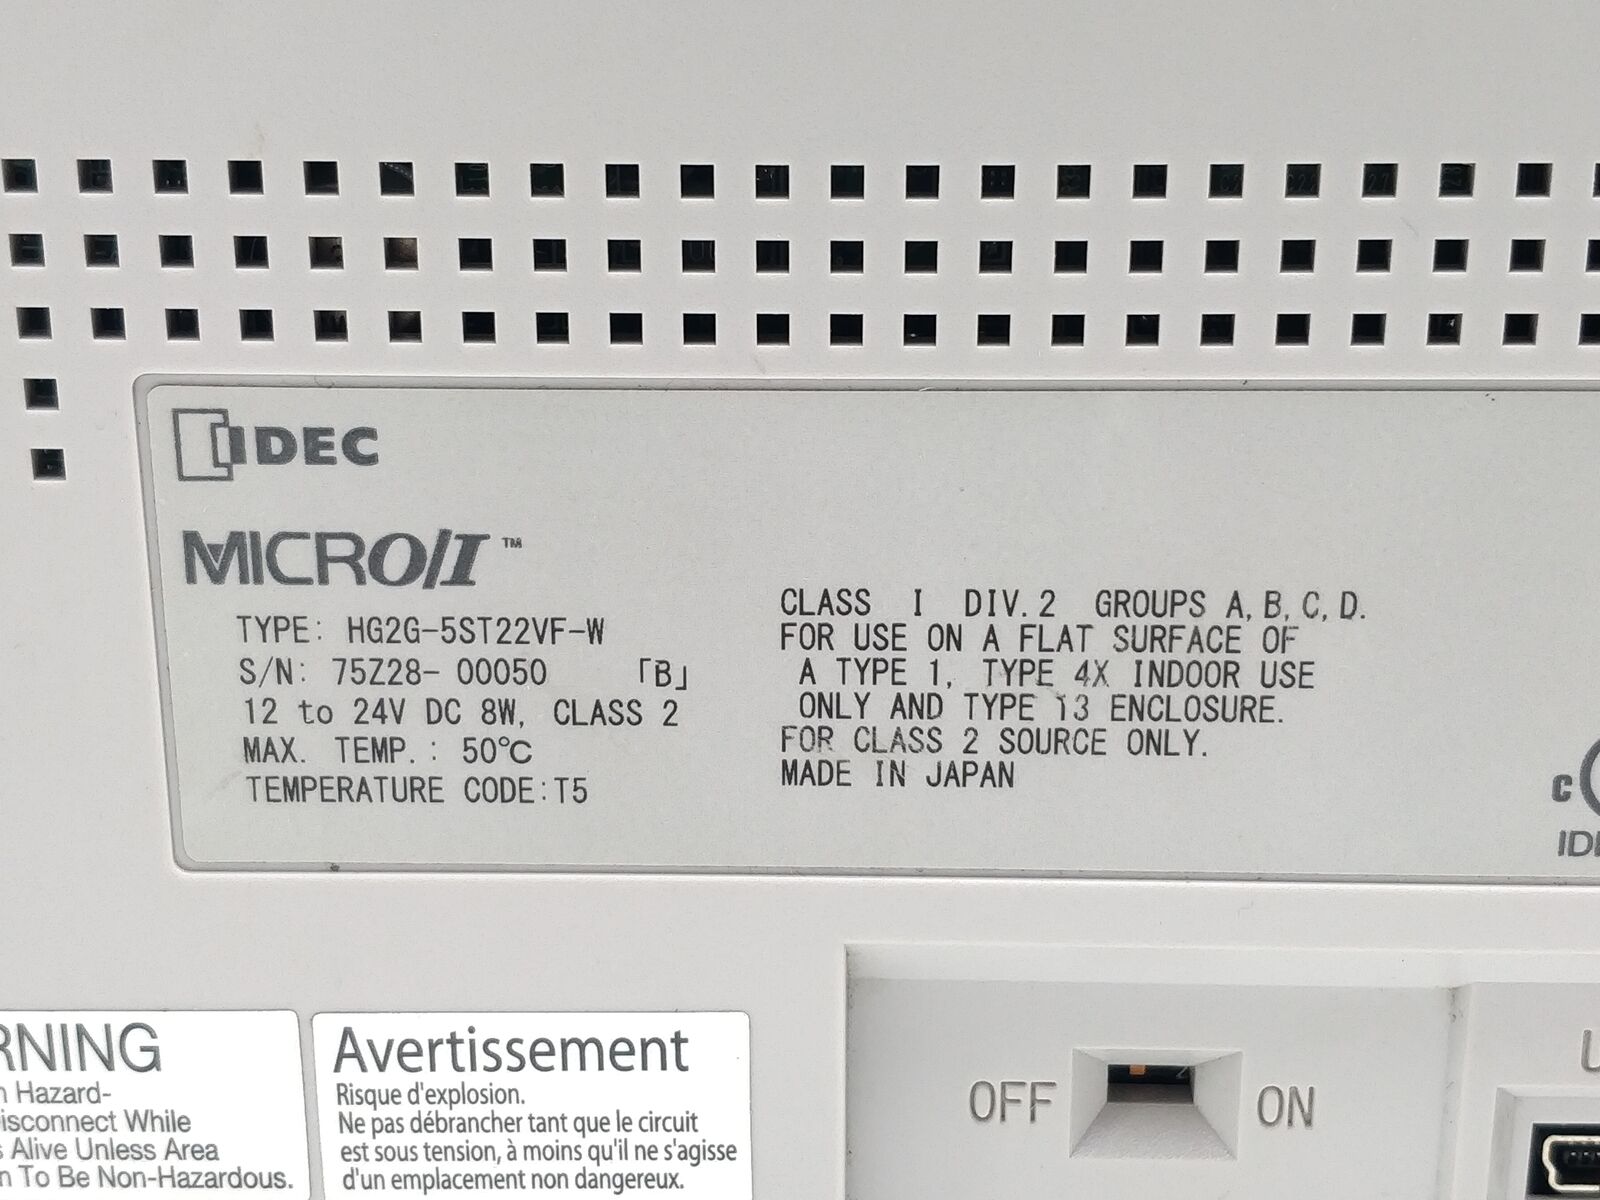 IDEC
MICRO/I ™
TYPE: HG2G-5ST22VF-W
S/N: 75Z28- 00050 「B」
12 to 24V DC 8W, CLASS 2
MAX. TEMP.: 50℃
TEMPERATURE CODE:T5
CLASS I DIV.2 GROUPS A,B,C,D.
FOR USE ON A FLAT SURFACE OF
A TYPE 1, TYPE 4X INDOOR USE
ONLY AND TYPE 13 ENCLOSURE.
FOR CLASS 2 SOURCE ONLY.
MADE IN JAPAN
C
RNING
Hazard-
isconnect While
Alive Unless Area
To Be Non-Hazardous.
Avertissement
Risque d'explosion.
Ne pas débrancher tant que le circuit
est sous tension, à moins qu'il ne s'agisse
d'un emplacement non dangereux.
OFF ON